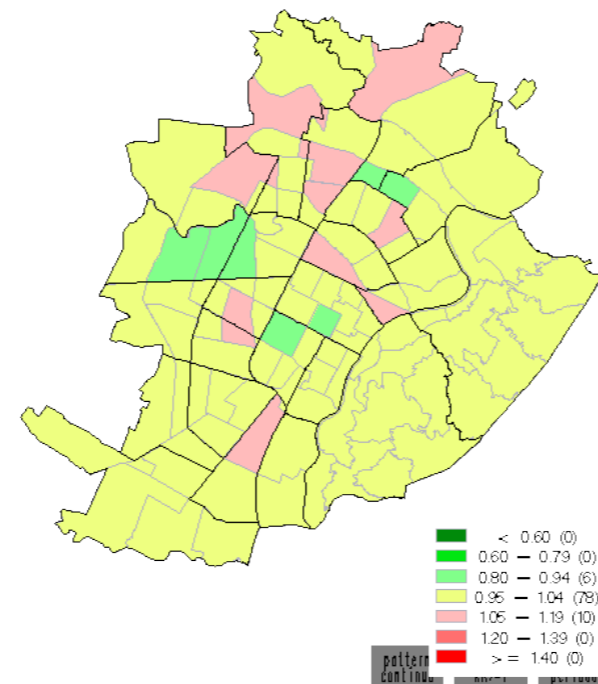 < 0.60 (0)
0.60 – 0.79 (0)
0.80 – 0.94 (6)
0.95 – 1.04 (78)
1.05 – 1.19 (10)
1.20 – 1.39 (0)
>= 1.40 (0)
pattern
continuo